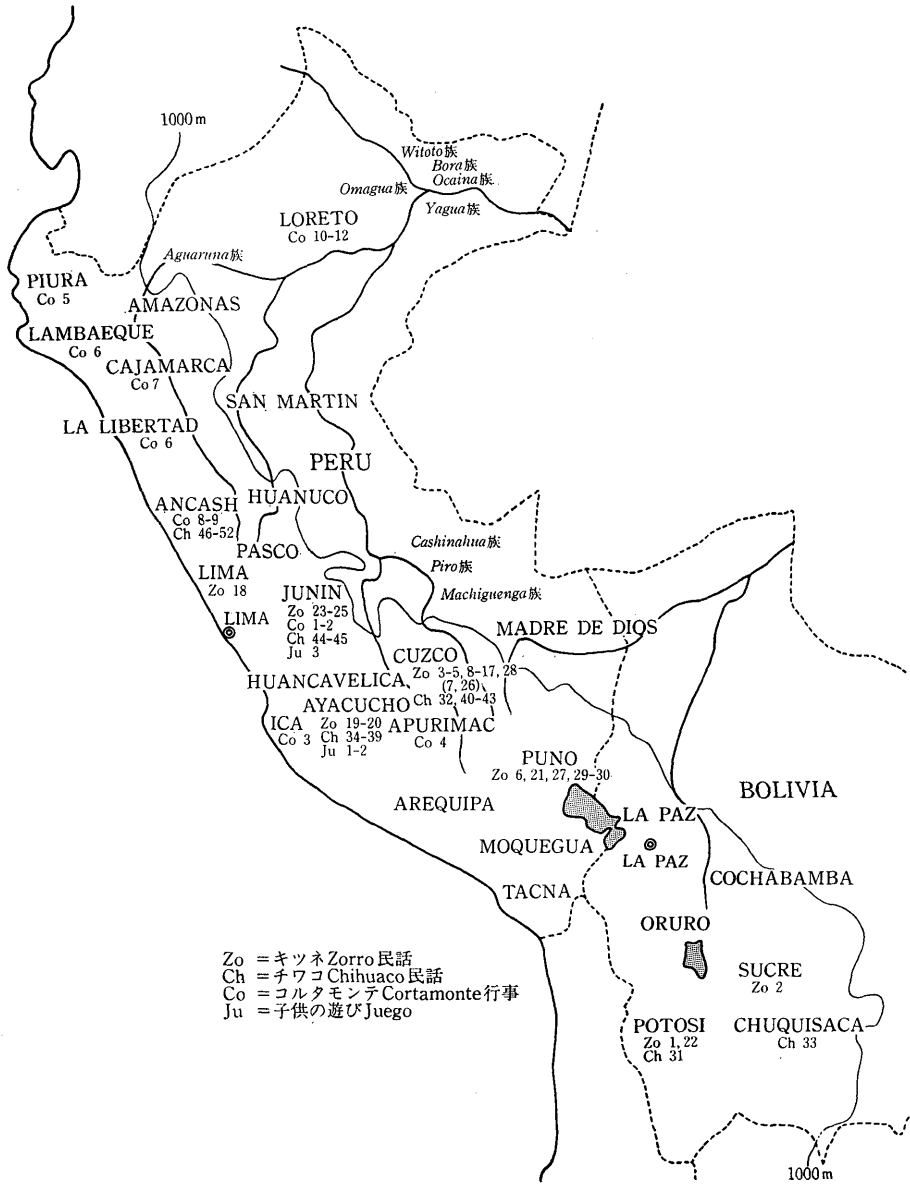 1000 m
Witoto族
Bora族
Ocaina族
Omagua族
Yagua族
LORETO
Co 10-12
Aguaruna族
PIURA
Co 5
AMAZONAS
LAMBAEQUE
Co 6
CAJAMARCA
Co 7
SAN MARTIN
LA LIBERTAD
Co 6
PERU
HUANUCO
ANCASH
Co 8-9
Ch 46-52
PASCO
Cashinahua族
Piro族
Machiguenga族
LIMA
Zo 18
LIMA
JUNIN
Zo 23-25
Co 1-2
Ch 44-45
Ju 3
MADRE DE DIOS
CUZCO
Zo 3-5, 8-17, 28
(7, 26)
Ch 32, 40-43
HUANCAVELICA
AYACUCHO
Zo 19-20
Ch 34-39
Ju 1-2
ICA
Co 3
APURIMAC
Co 4
PUNO
Zo 6, 21, 27, 29-30
AREQUIPA
BOLIVIA
LA PAZ
LA PAZ
MOQUEGUA
COCHABAMBA
TACNA
ORURO
SUCRE
Zo 2
POTOSI
Zo 1, 22
Ch 31
CHUQUISACA
Ch 33
Zo =キツネZorro民話
Ch =チワコChihuaco民話
Co =コルタモンテCortamonte行事
Ju =子供の遊びJuego
1000 m